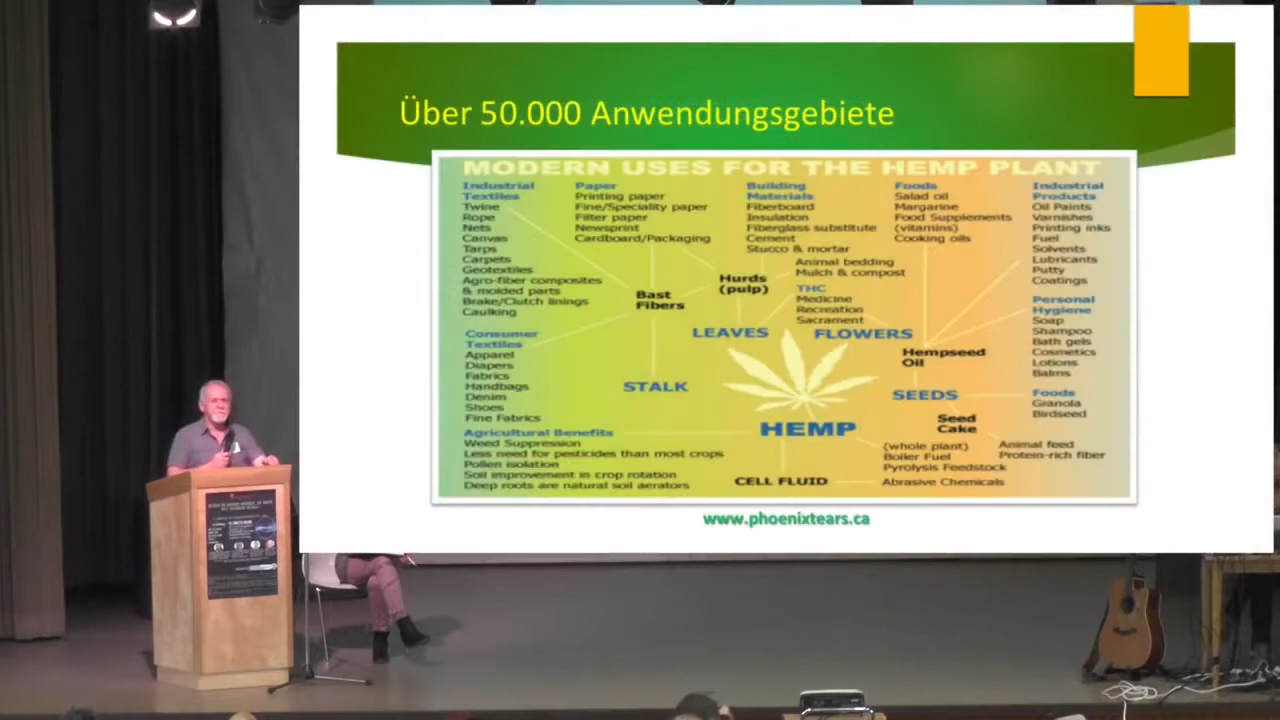 Über 50.000 Anwendungsgebiete
MODERN USES FOR THE HEMP PLANT
Industrial
Textiles
Twine
Rope
Nets
Canvas
Tarps
Carpets
Geotextiles
Agro-fiber composites
& molded parts
Brake/Clutch linings
Caulking
Paper
Printing paper
Fine/Speciality paper
Filter paper
Newsprint
Cardboard/Packaging
Building
Materials
Fiberboard
Insulation
Fiberglass substitute
Cement
Stucco & mortar
Foods
Salad oil
Margarine
Food Supplements
(vitamins)
Cooking oils
Industrial
Products
Oil Paints
Varnishes
Printing inks
Fuel
Solvents
Lubricants
Putty
Coatings
Animal bedding
Mulch & compost
Hurds
(pulp)
Bast
Fibers
THC
Medicine
Recreation
Sacrament
Personal
Hygiene
Soap
Shampoo
Bath gels
Cosmetics
Lotions
Balms
LEAVES
FLOWERS
Consumer
Textiles
Apparel
Diapers
Fabrics
Handbags
Denim
Shoes
Fine Fabrics
Hempseed
Oil
STALK
SEEDS
Foods
Granola
Birdseed
Seed
Cake
HEMP
Agricultural Benefits
Weed Suppression
Less need for pesticides than most crops
Pollen isolation
Soil improvement in crop rotation
Deep roots are natural soil aerators
(whole plant)
Boiler Fuel
Pyrolysis Feedstock
Animal feed
Protein-rich fiber
CELL FLUID
Abrasive Chemicals
www.phoenixtears.ca